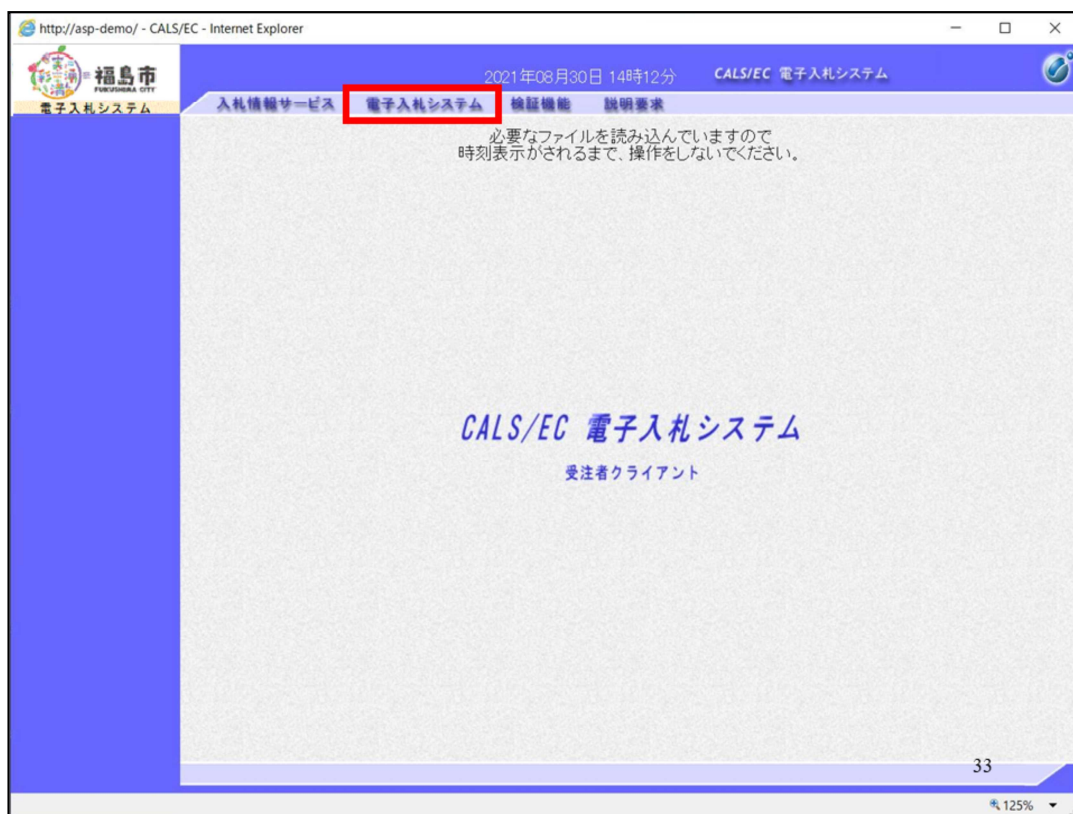 http://asp-demo/ - CALS/EC - Internet Explorer
福島市
FUKUSHIMA CITY
電子入札システム
2021年08月30日 14時12分
CALS/EC 電子入札システム
入札情報サービス 電子入札システム 検証機能 説明要求
必要なファイルを読み込んでいますので
時刻表示がされるまで、操作をしないでください。
CALS/EC 電子入札システム
受注者クライアント
33
125%